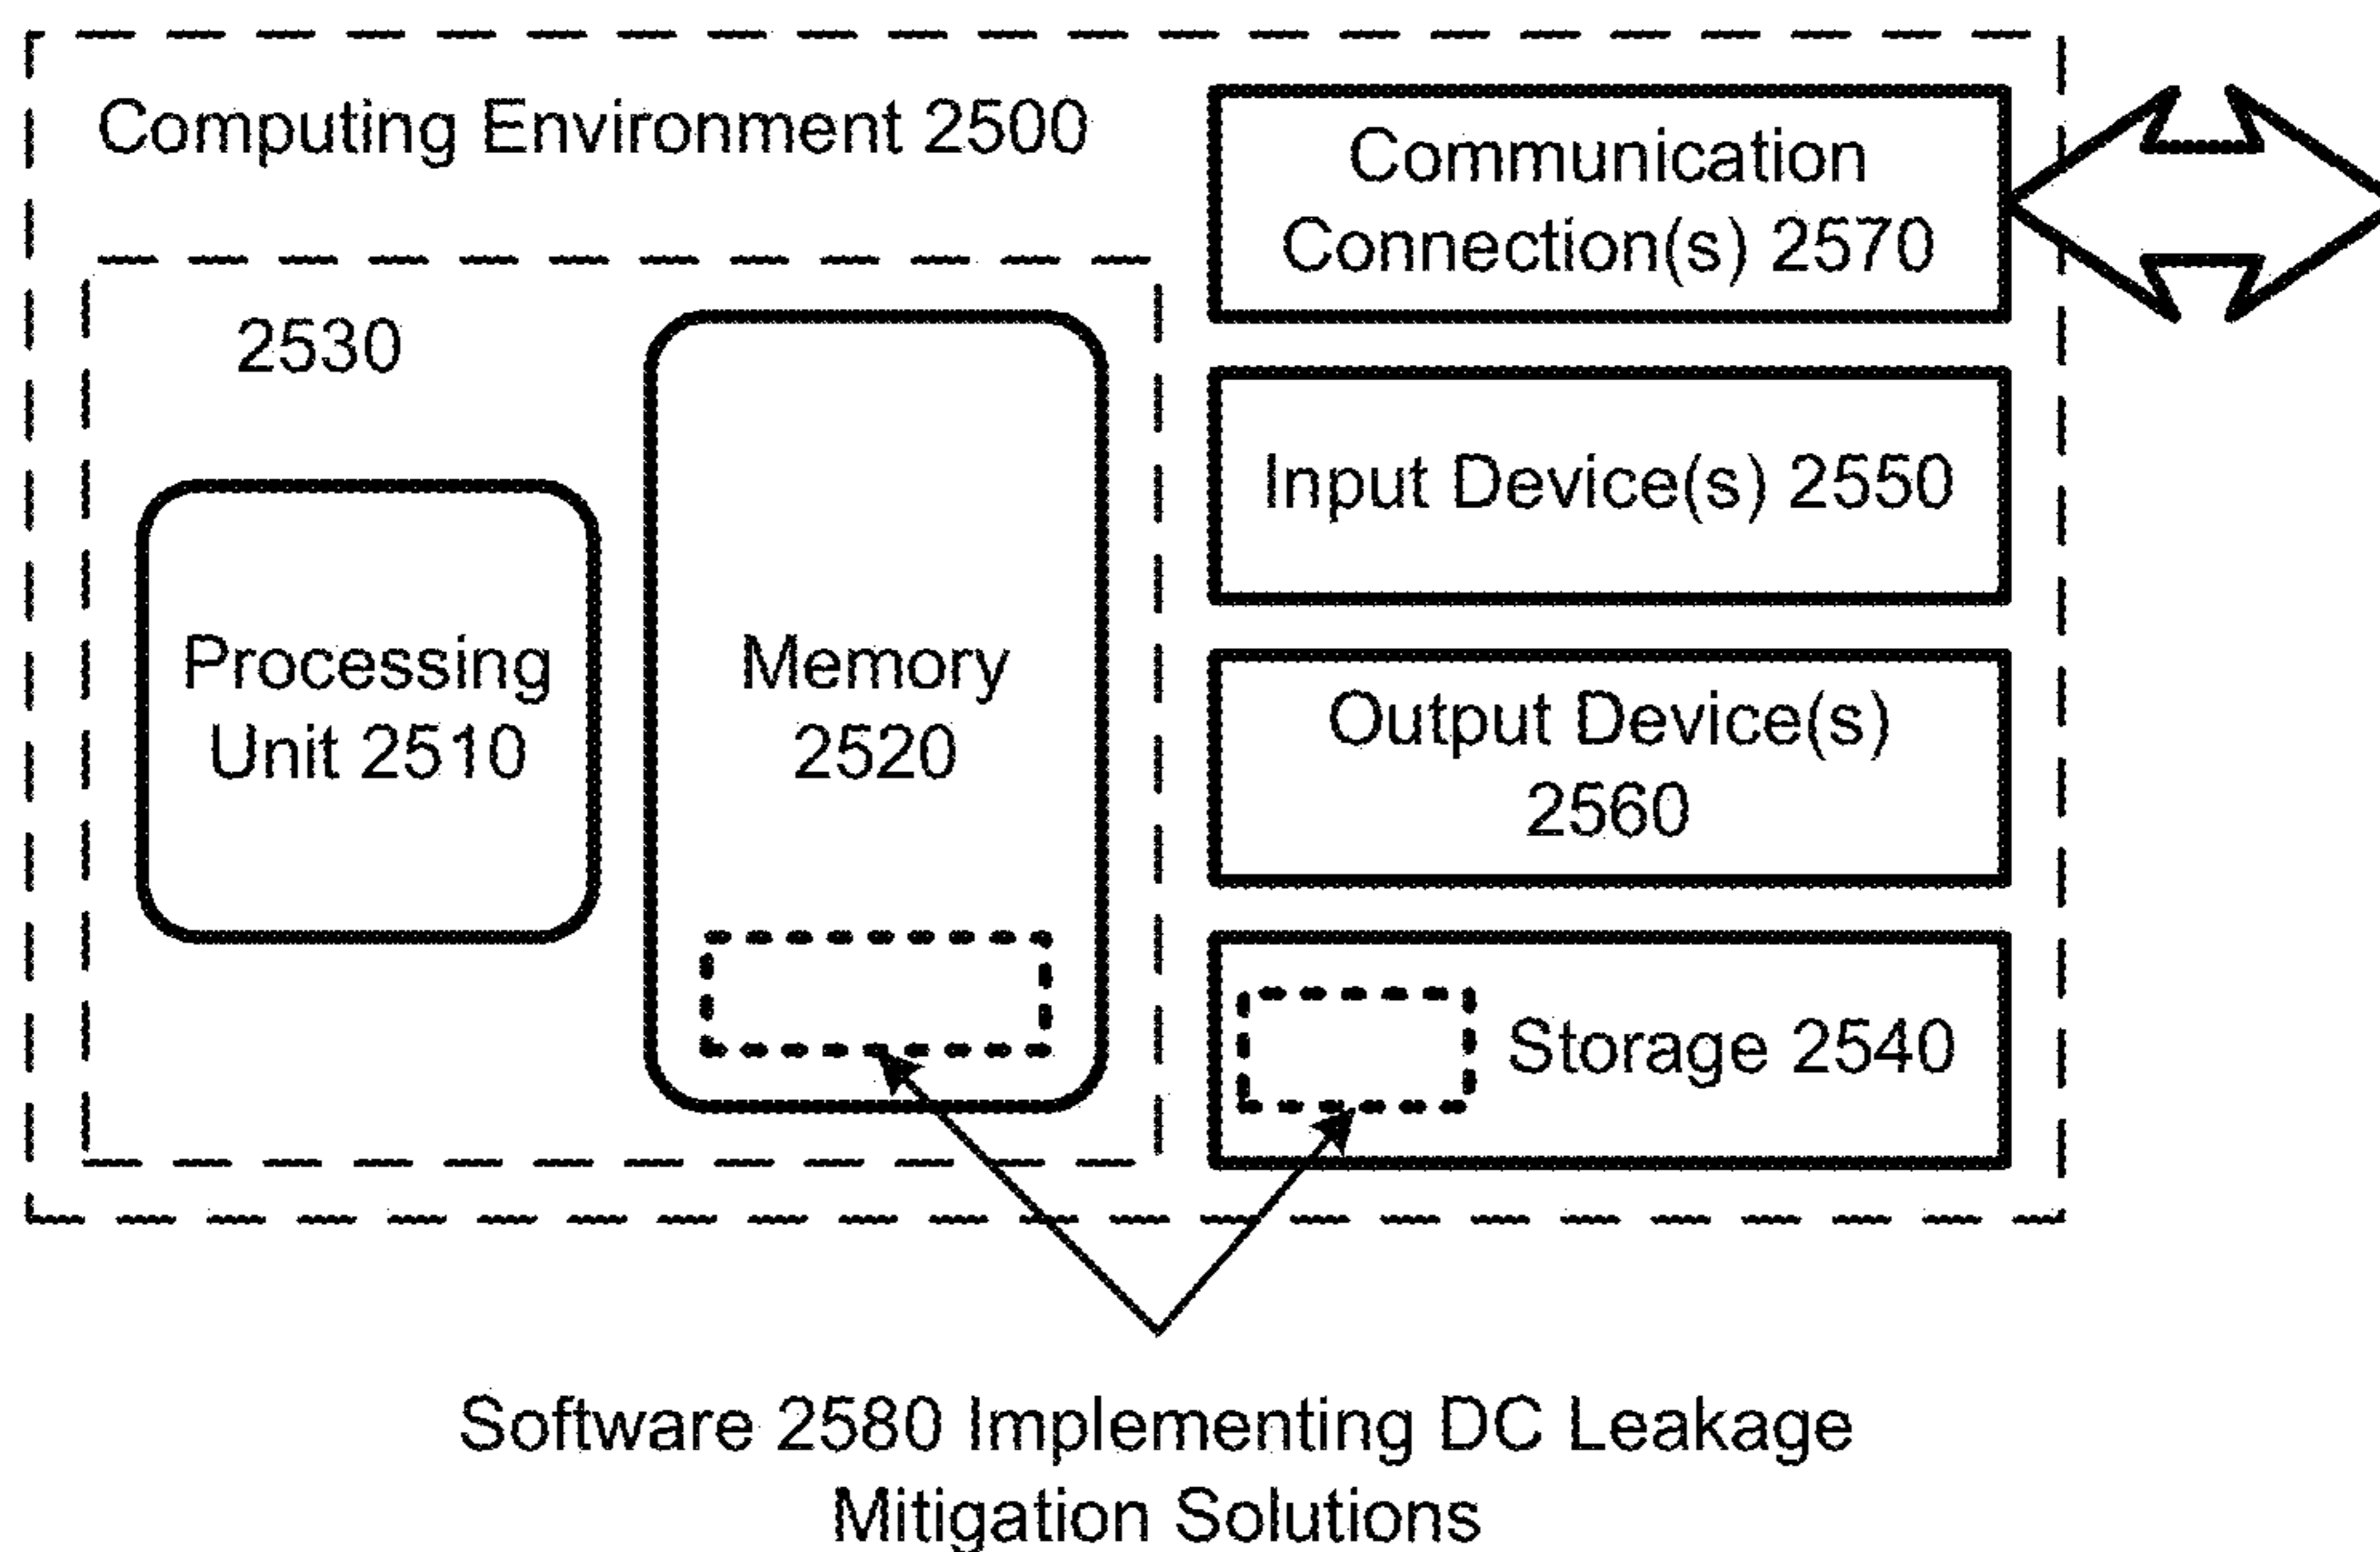 Computing Environment 2500
Communication
Connection(s) 2570
2530
Input Device(s) 2550
Processing
Unit 2510
Memory
2520
Output Device(s)
2560
Storage 2540
Software 2580 Implementing DC Leakage
Mitigation Solutions